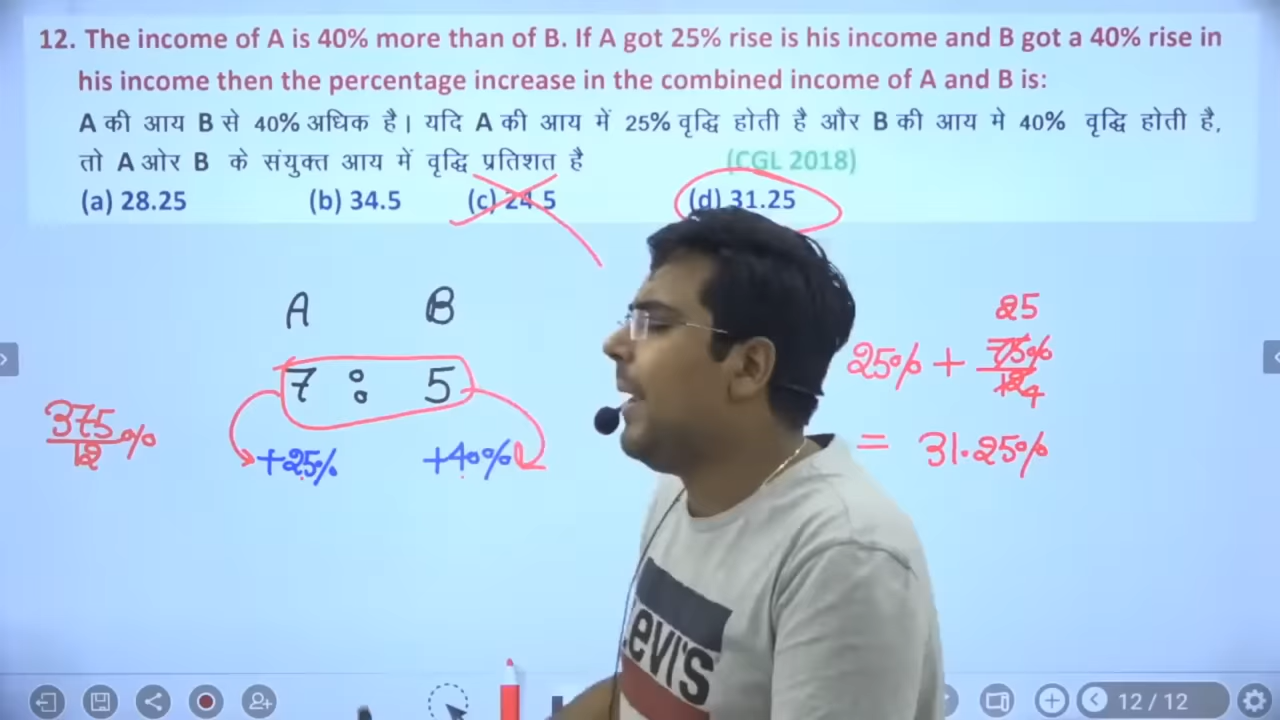 12. The income of A is 40% more than of B. If A got 25% rise is his income and B got a 40% rise in
his income then the percentage increase in the combined income of A and B is:
A की आय B से 40% अधिक है। यदि A की आय में 25% वृद्धि होती है और B की आय मे 40% वृद्धि होती है,
तो A ओर B के संयुक्त आय में वृद्धि प्रतिशत है (CGL 2018)
(a) 28.25 (b) 34.5 (c) 24.5 (d) 31.25
A B
7 : 5
+25% +40%
375/12 %
25
25% + 75%/12 4
= 31.25%
Levi's
12 / 12